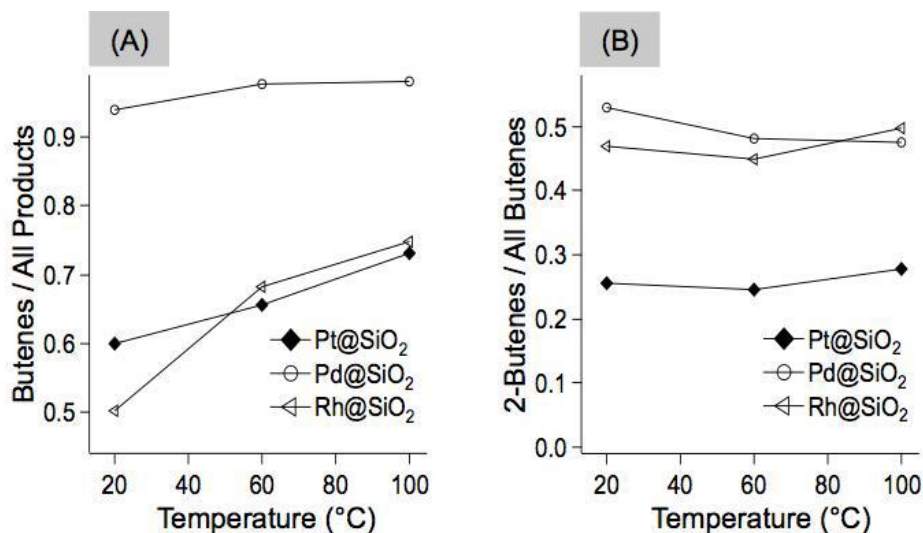 (A)
Butenes / All Products
0.9
0.8
0.7
0.6
0.5
Pt@SiO₂
Pd@SiO₂
Rh@SiO₂
20 40 60 80 100
Temperature (°C)
(B)
2-Butenes / All Butenes
0.5
0.4
0.3
0.2
0.1
0.0
Pt@SiO₂
Pd@SiO₂
Rh@SiO₂
20 40 60 80 100
Temperature (°C)